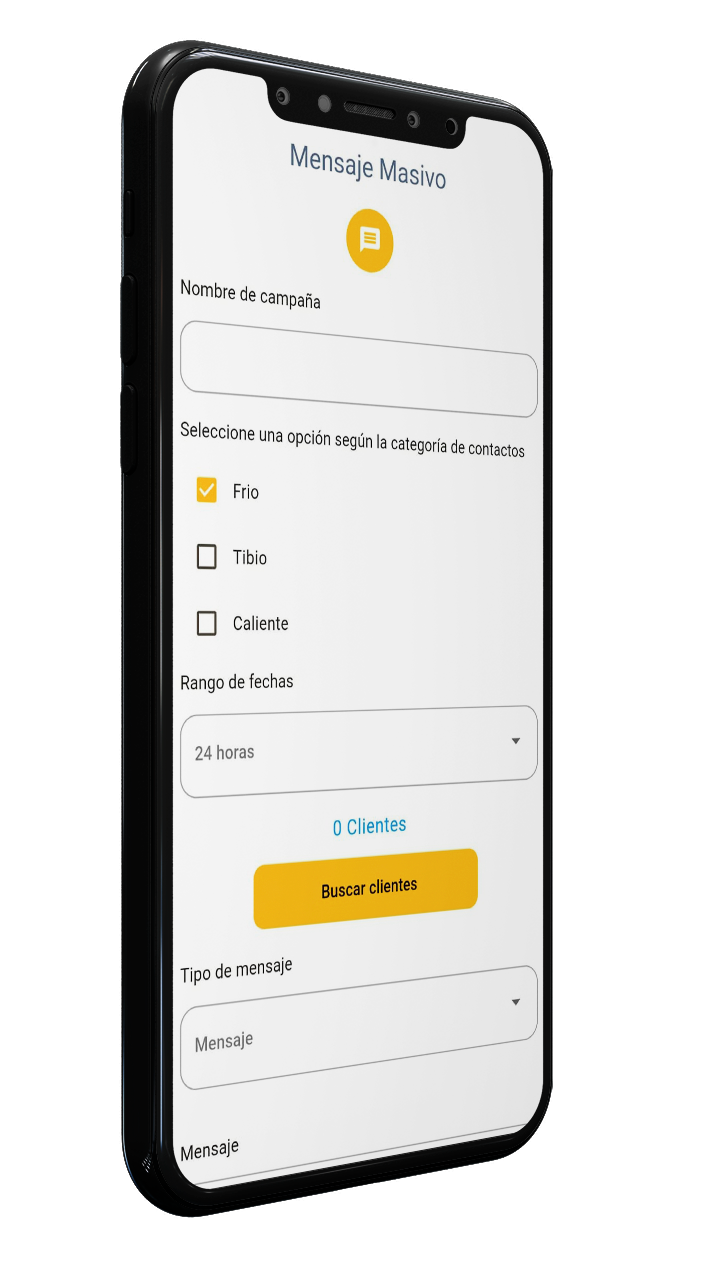 Mensaje Masivo
Nombre de campaña
Seleccione una opción según la categoría de contactos
Frio
Tibio
Caliente
Rango de fechas
24 horas
0 Clientes
Buscar clientes
Tipo de mensaje
Mensaje
Mensaje